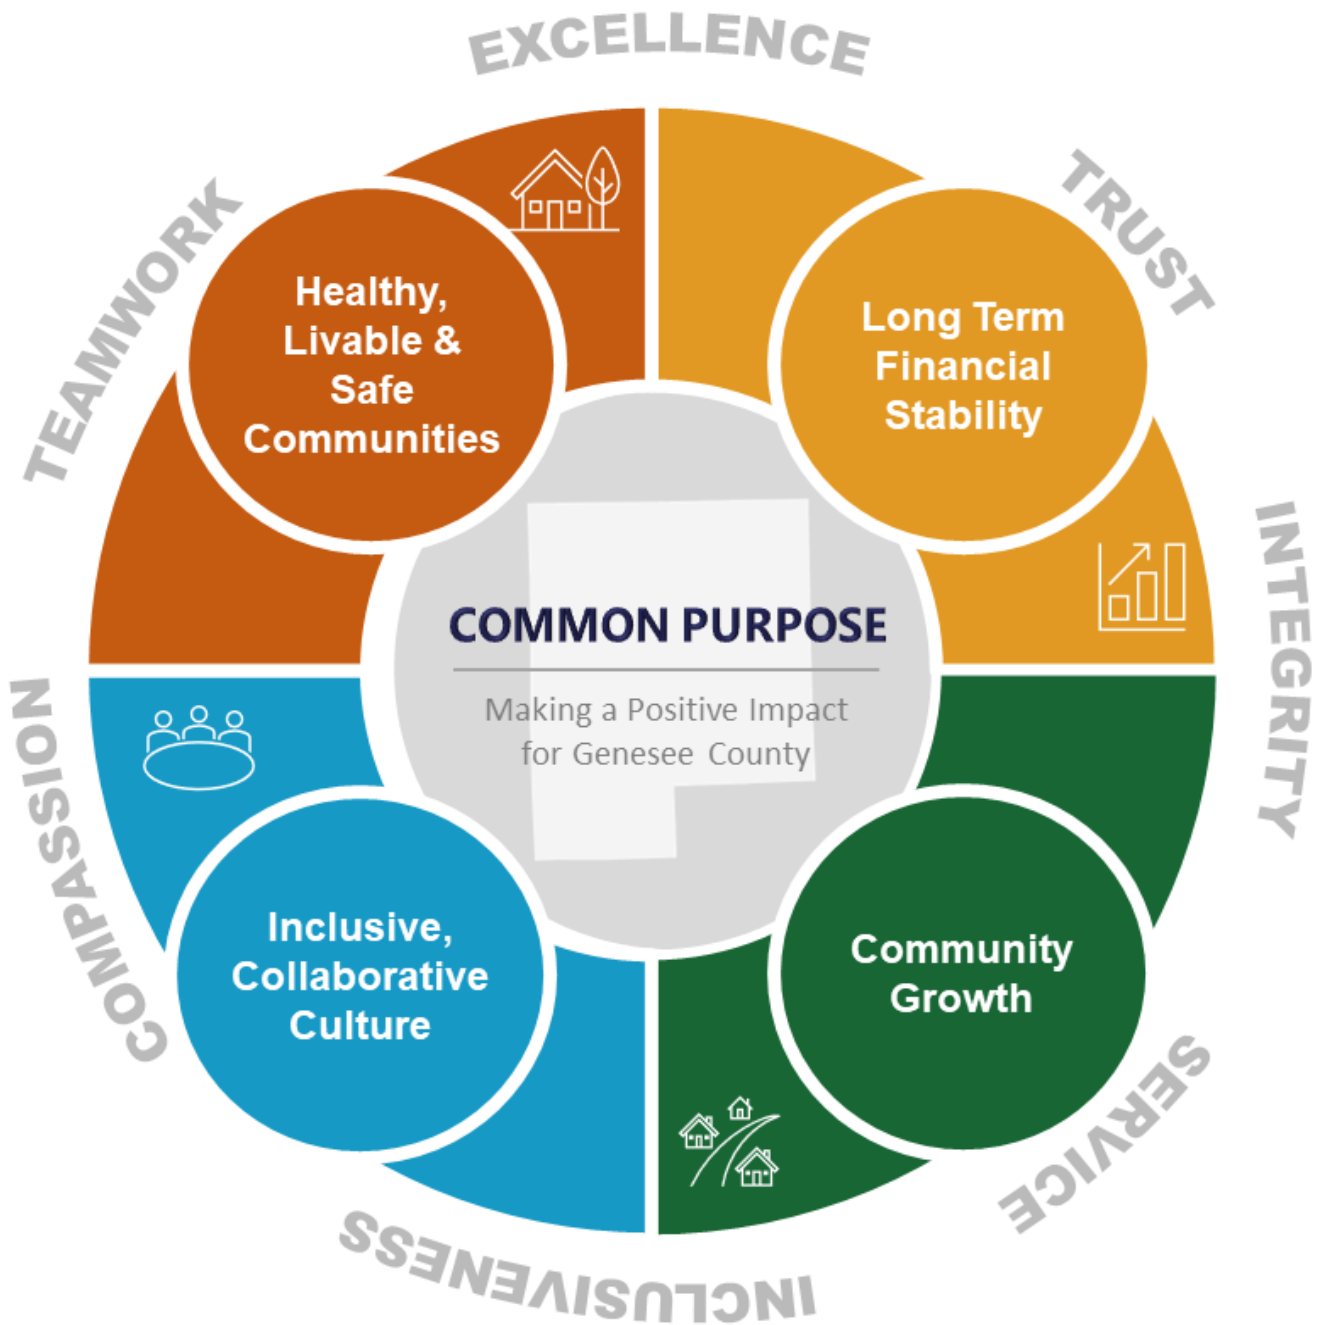 EXCELLENCE
TRUST
INTEGRITY
SERVICE
INCLUSIVENESS
COMPASSION
TEAMWORK
Healthy,
Livable &
Safe
Communities
Long Term
Financial
Stability
COMMON PURPOSE
Making a Positive Impact
for Genesee County
Inclusive,
Collaborative
Culture
Community
Growth